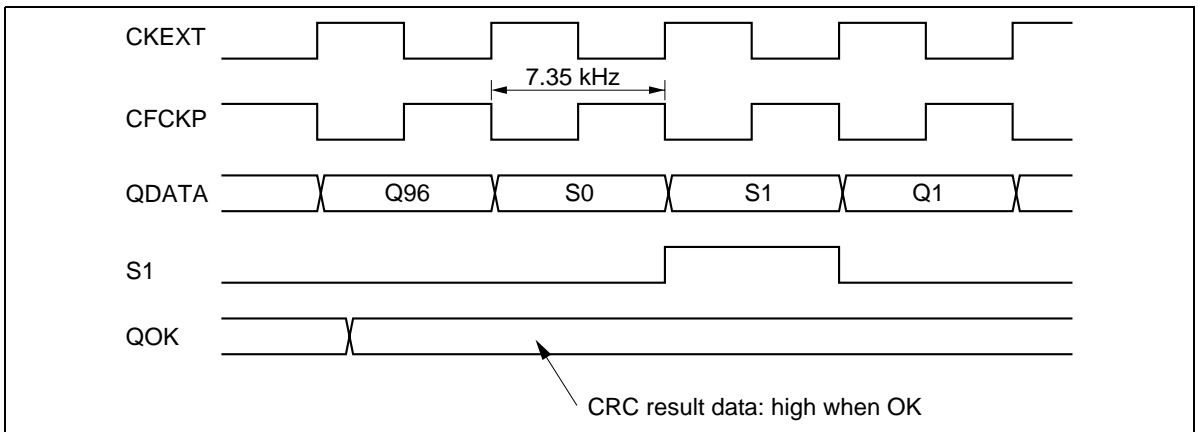 CKEXT
7.35 kHz
CFCKP
QDATA Q96 S0 S1 Q1
S1
QOK
CRC result data: high when OK